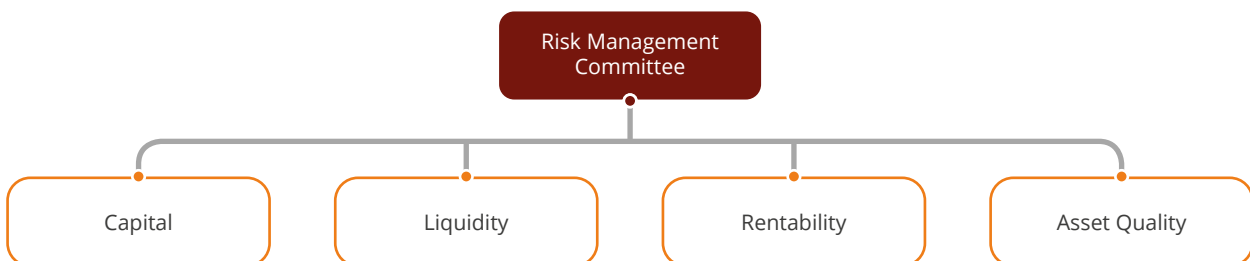 Risk Management
Committee
Capital
Liquidity
Rentability
Asset Quality